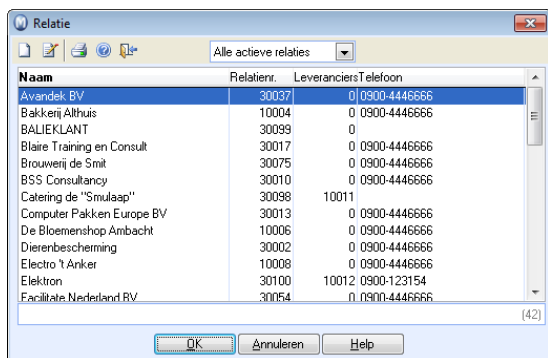 Relatie
Alle actieve relaties
Naam Relatienr. Leveranciers Telefoon
Avandek BV 30037 0 0900-4446666
Bakkerij Althuis 10004 0 0900-4446666
BALIEKLANT 30099 0
Blaire Training en Consult 30017 0 0900-4446666
Brouwerij de Smit 30075 0 0900-4446666
BSS Consultancy 30010 0 0900-4446666
Catering de "Smulaap" 30098 10011
Computer Pakken Europe BV 30013 0 0900-4446666
De Bloemenshop Ambacht 10006 0 0900-4446666
Dierenbescherming 30002 0 0900-4446666
Electro 't Anker 10008 0 0900-4446666
Elektron 30100 10012 0900-123154
Facilitate Nederland BV 30054 0 0900-4446666
(42)
OK Annuleren Help